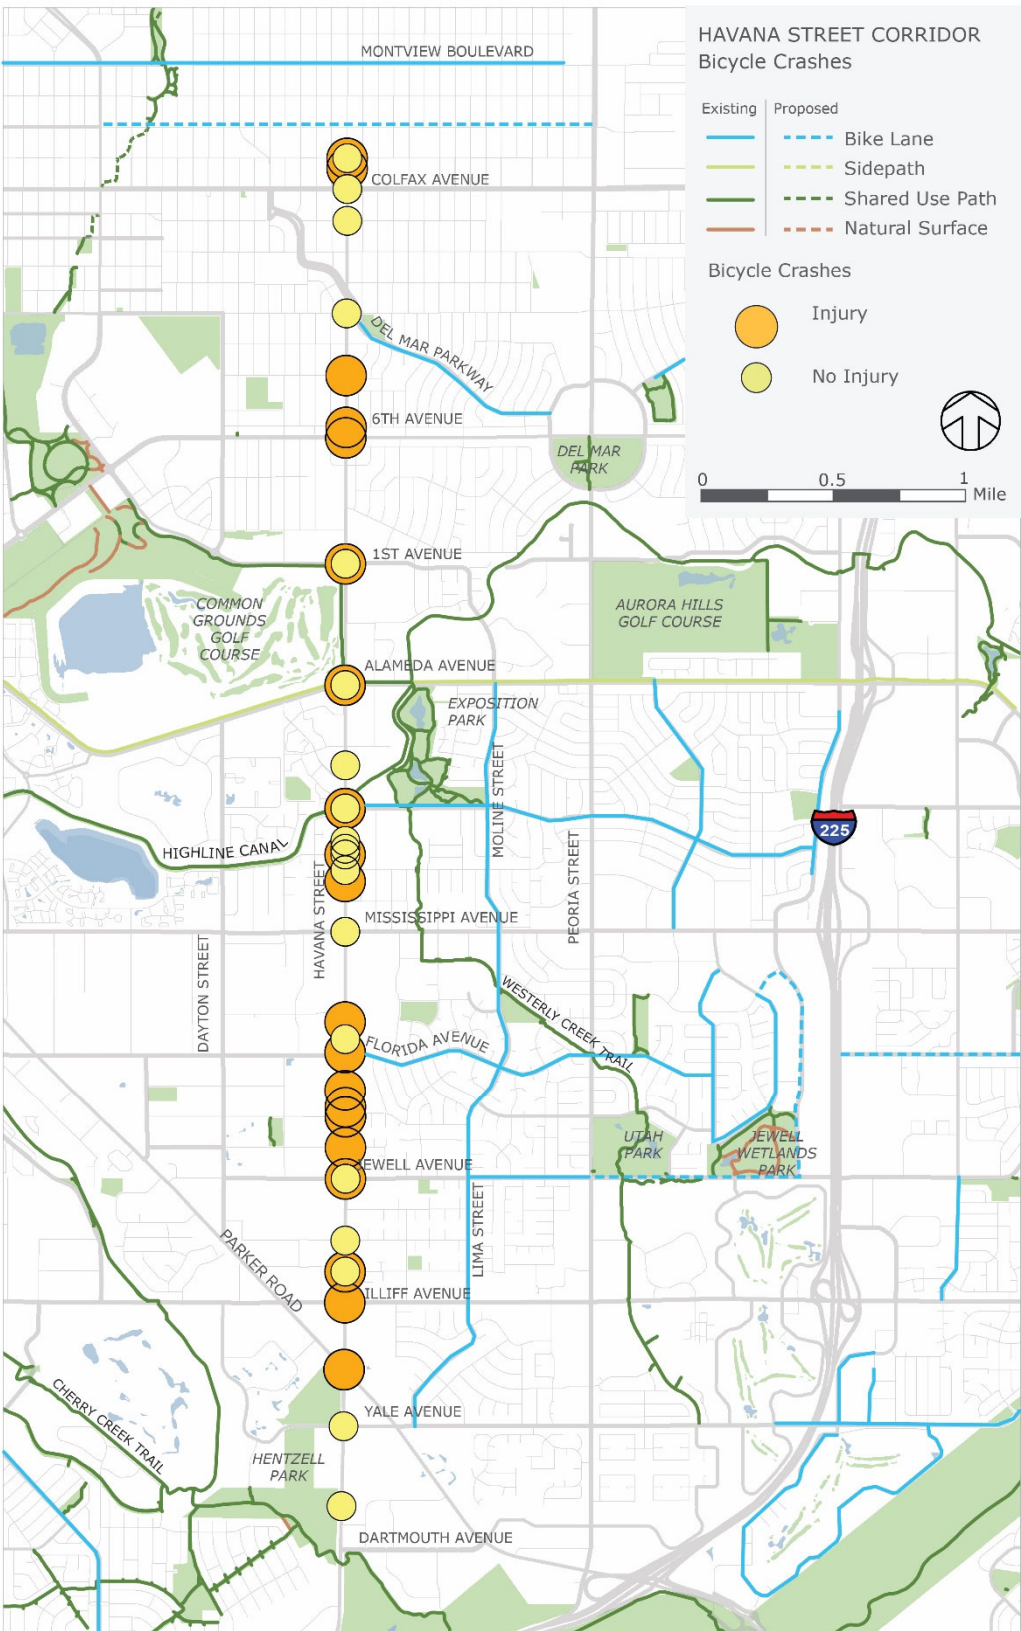 HAVANA STREET CORRIDOR
Bicycle Crashes
Existing
Proposed
Bike Lane
Sidepath
Shared Use Path
Natural Surface
Bicycle Crashes
Injury
No Injury
0
0.5
1
Mile
MONTVIEW BOULEVARD
COLFAX AVENUE
DEL MAR PARKWAY
6TH AVENUE
DEL MAR
PARK
1ST AVENUE
COMMON
GROUNDS
GOLF
COURSE
AURORA HILLS
GOLF COURSE
ALAMEDA AVENUE
EXPOSITION
PARK
MOLINE STREET
PEORIA STREET
225
HIGHLINE CANAL
HAVANA STREET
MISSISSIPPI AVENUE
DAYTON STREET
WESTERLY CREEK TRAIL
FLORIDA AVENUE
UTAH
PARK
JEWELL
WETLANDS
PARK
EWELL AVENUE
LIMA STREET
PARKER ROAD
ILLIFF AVENUE
YALE AVENUE
CHERRY CREEK TRAIL
HENTZELL
PARK
DARTMOUTH AVENUE